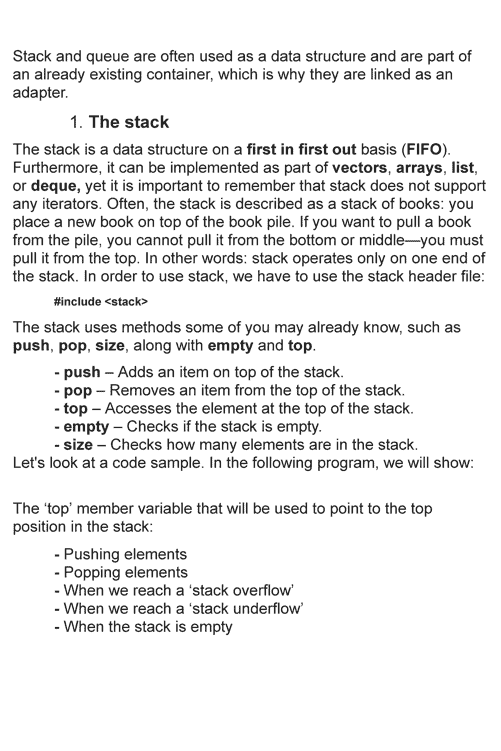 Stack and queue are often used as a data structure and are part of
an already existing container, which is why they are linked as an
adapter.
1. The stack
The stack is a data structure on a first in first out basis (FIFO).
Furthermore, it can be implemented as part of vectors, arrays, list,
or deque, yet it is important to remember that stack does not support
any iterators. Often, the stack is described as a stack of books: you
place a new book on top of the book pile. If you want to pull a book
from the pile, you cannot pull it from the bottom or middle—you must
pull it from the top. In other words: stack operates only on one end of
the stack. In order to use stack, we have to use the stack header file:
#include <stack>
The stack uses methods some of you may already know, such as
push, pop, size, along with empty and top.
- push – Adds an item on top of the stack.
- pop – Removes an item from the top of the stack.
- top – Accesses the element at the top of the stack.
- empty – Checks if the stack is empty.
- size – Checks how many elements are in the stack.
Let's look at a code sample. In the following program, we will show:
The ‘top’ member variable that will be used to point to the top
position in the stack:
- Pushing elements
- Popping elements
- When we reach a ‘stack overflow’
- When we reach a ‘stack underflow’
- When the stack is empty